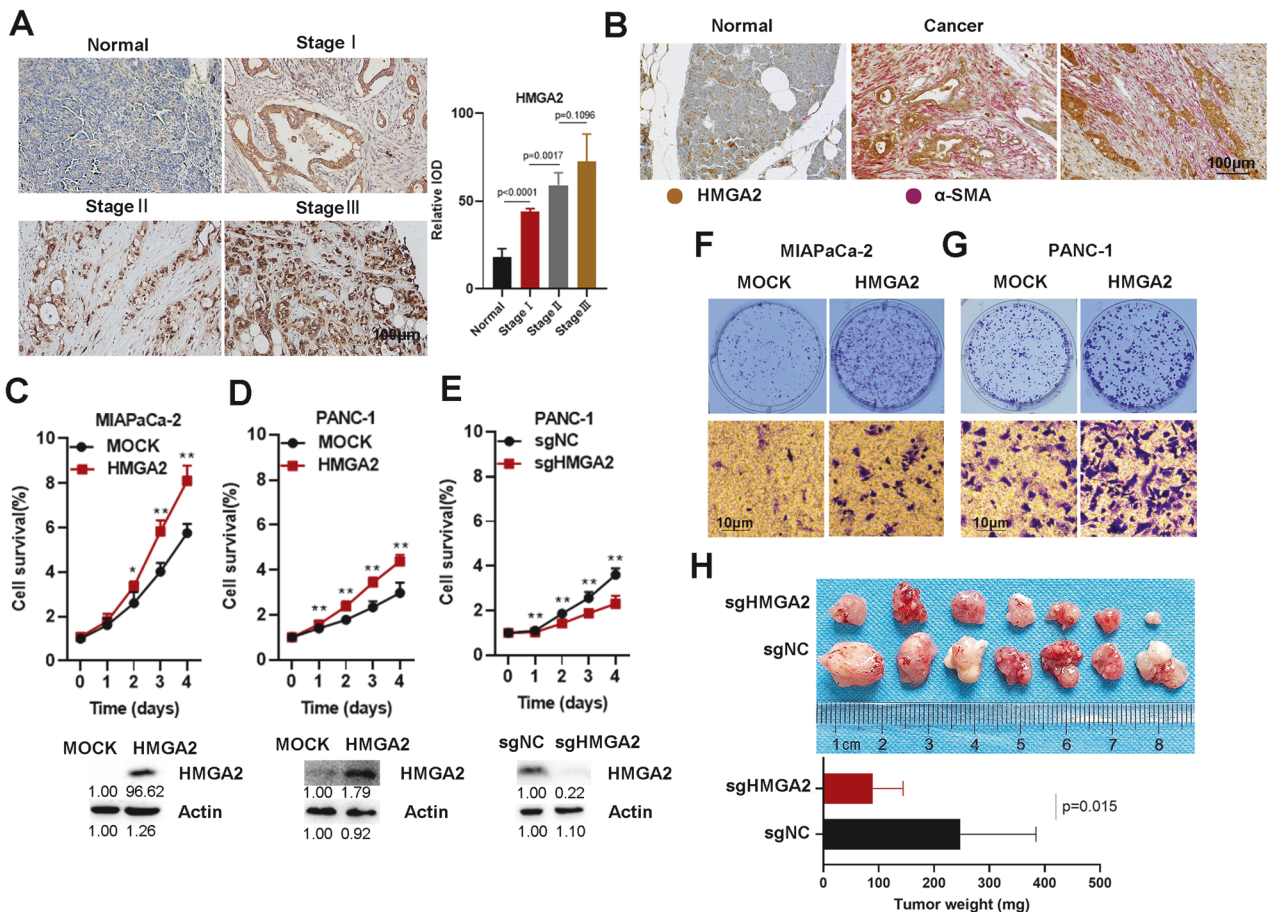 A
Normal
Stage Ⅰ
Stage Ⅱ
Stage Ⅲ
100μm
HMGA2
Relative IOD
100
50
0
p<0.0001
p=0.0017
p=0.1096
Normal
Stage Ⅰ
Stage Ⅱ
Stage Ⅲ
B
Normal
Cancer
100μm
HMGA2
α-SMA
C
MIAPaCa-2
MOCK
HMGA2
Cell survival(%)
10
8
6
4
2
0
*
**
**
0 1 2 3 4
Time (days)
MOCK HMGA2
HMGA2
1.00 96.62
Actin
1.00 1.26
D
PANC-1
MOCK
HMGA2
Cell survival(%)
10
8
6
4
2
0
**
**
**
**
0 1 2 3 4
Time (days)
MOCK HMGA2
HMGA2
1.00 1.79
Actin
1.00 0.92
E
PANC-1
sgNC
sgHMGA2
Cell survival(%)
10
8
6
4
2
0
**
**
**
**
0 1 2 3 4
Time (days)
sgNC sgHMGA2
HMGA2
1.00 0.22
Actin
1.00 1.10
F
MIAPaCa-2
MOCK HMGA2
10μm
G
PANC-1
MOCK HMGA2
10μm
H
sgHMGA2
sgNC
1cm 2 3 4 5 6 7 8
sgHMGA2
sgNC
p=0.015
0 100 200 300 400 500
Tumor weight (mg)